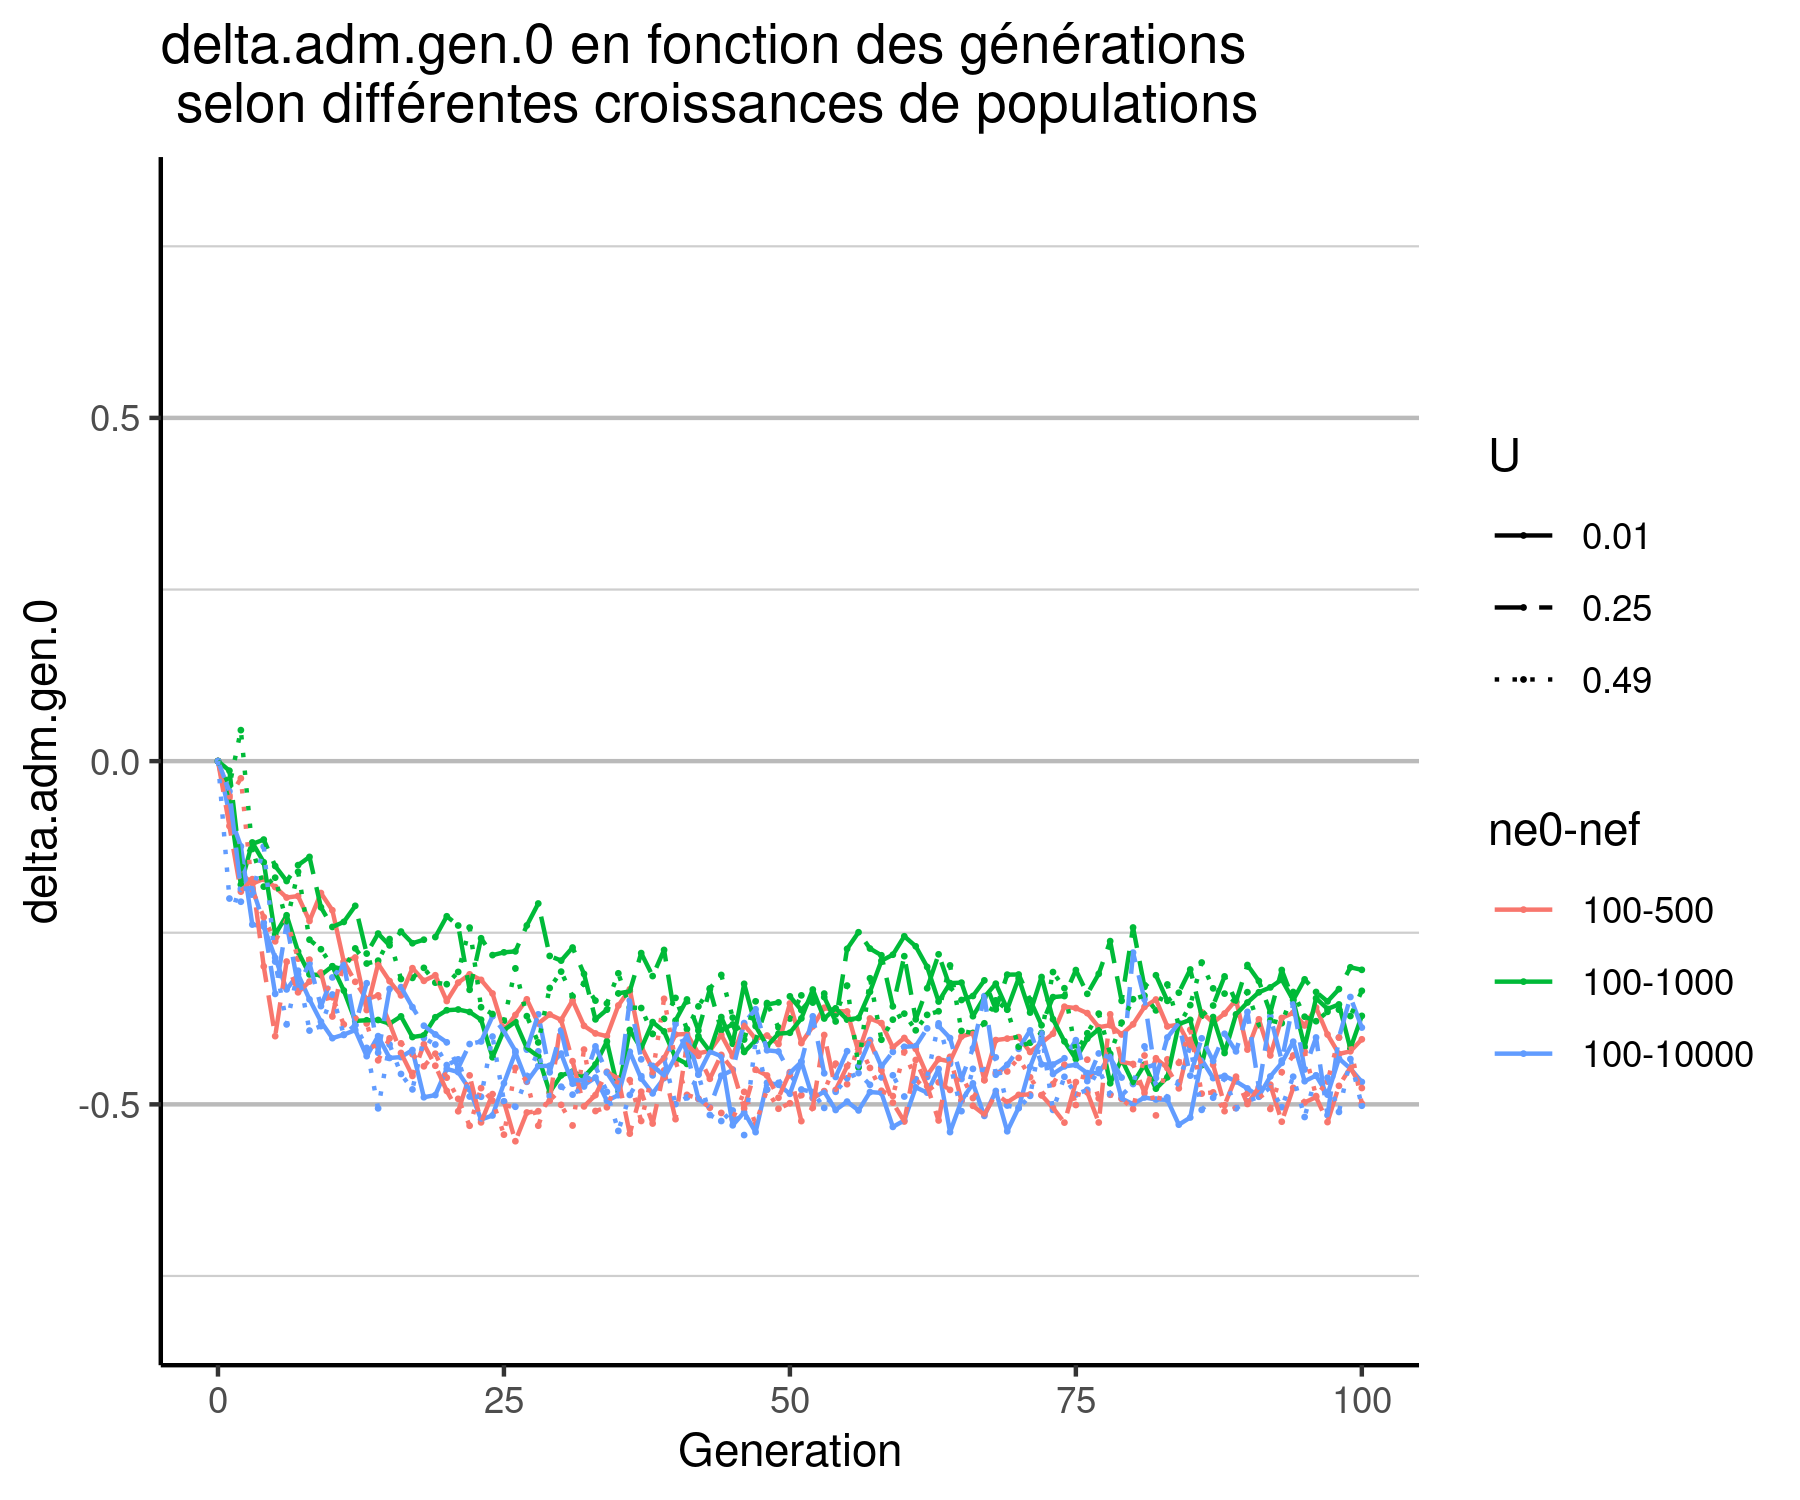 delta.adm.gen.0 en fonction des générations
selon différentes croissances de populations
delta.adm.gen.0
0.5
0.0
-0.5
0
25
50
75
100
Generation
U
0.01
0.25
0.49
ne0-nef
100-500
100-1000
100-10000